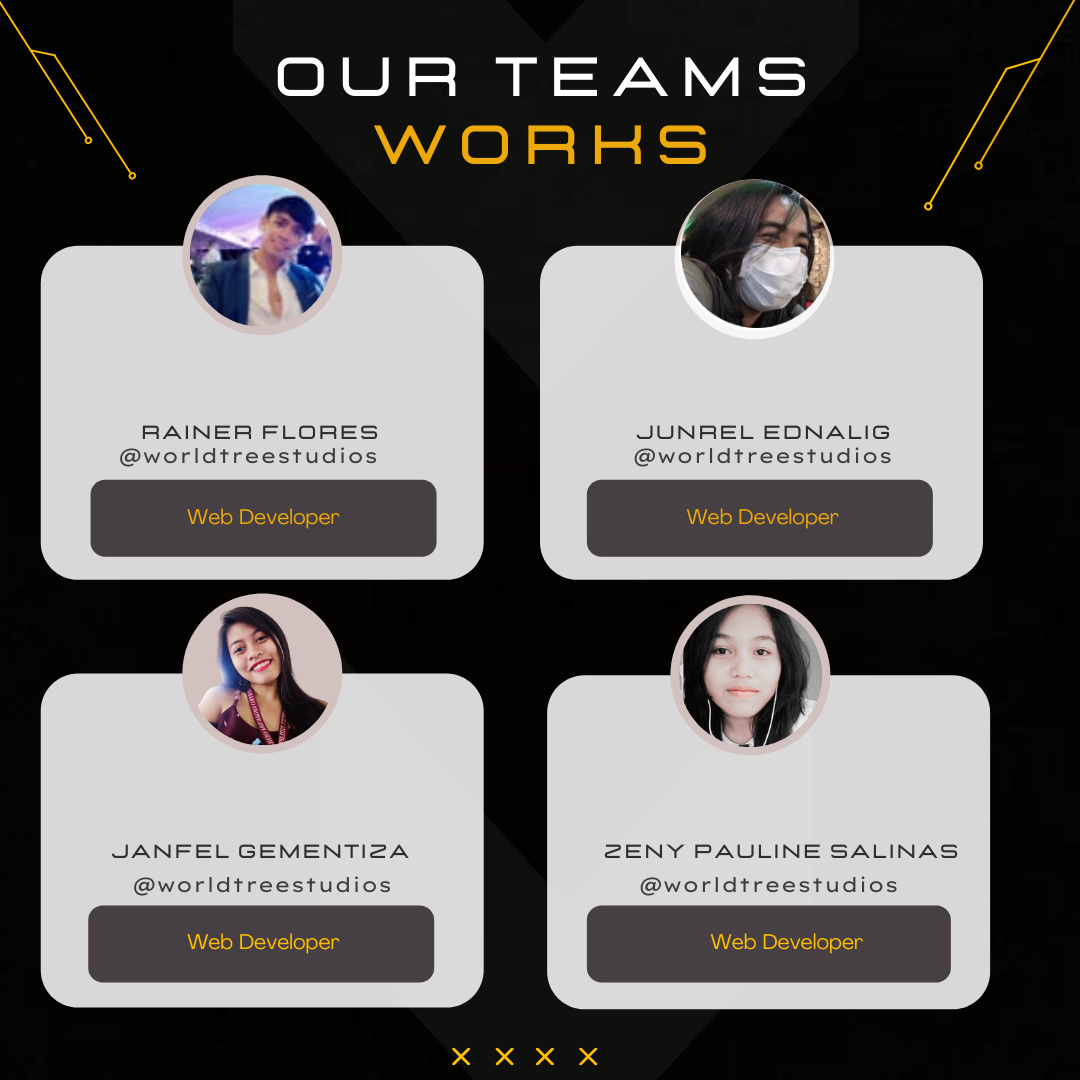 OUR TEAMS
WORKS
RAINER FLORES
@worldtreestudios
Web Developer
JUNREL EDNALIG
@worldtreestudios
Web Developer
JANFEL GEMENTIZA
@worldtreestudios
Web Developer
ZENY PAULINE SALINAS
@worldtreestudios
Web Developer